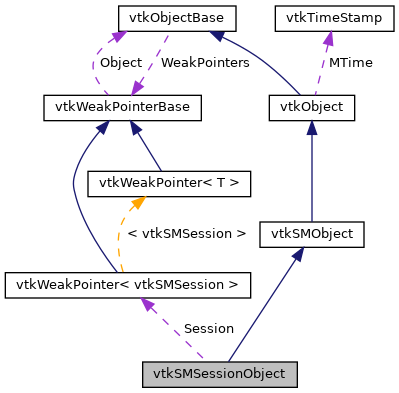 vtkObjectBase
vtkTimeStamp
Object
WeakPointers
MTime
vtkWeakPointerBase
vtkObject
vtkWeakPointer< T >
< vtkSMSession >
vtkSMObject
vtkWeakPointer< vtkSMSession >
Session
vtkSMSessionObject